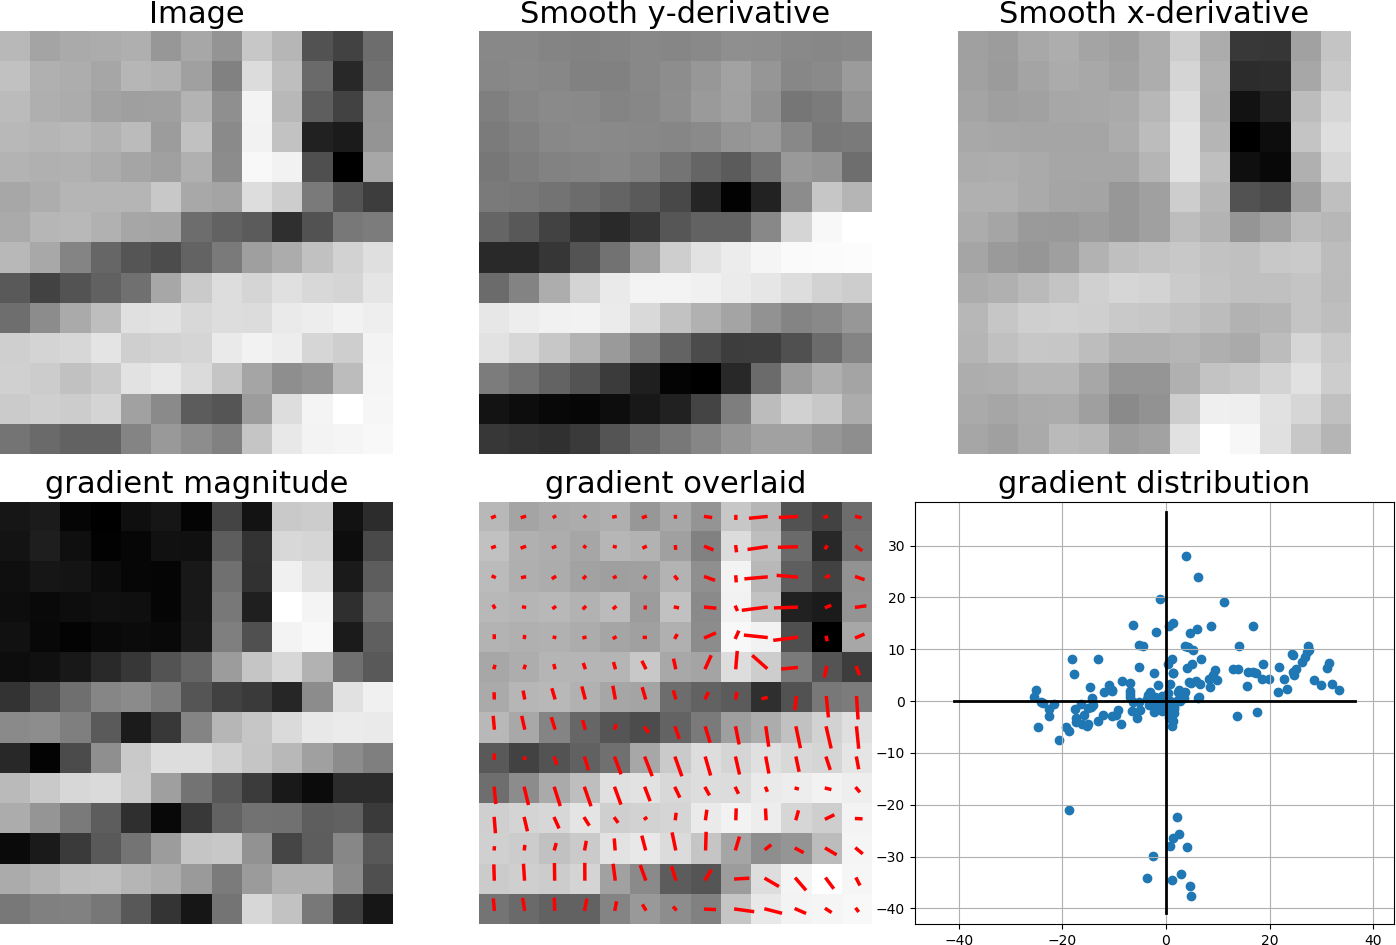 Image
Smooth y-derivative
Smooth x-derivative
gradient magnitude
gradient overlaid
gradient distribution
30
20
10
0
−10
−20
−30
−40
−40
−20
0
20
40